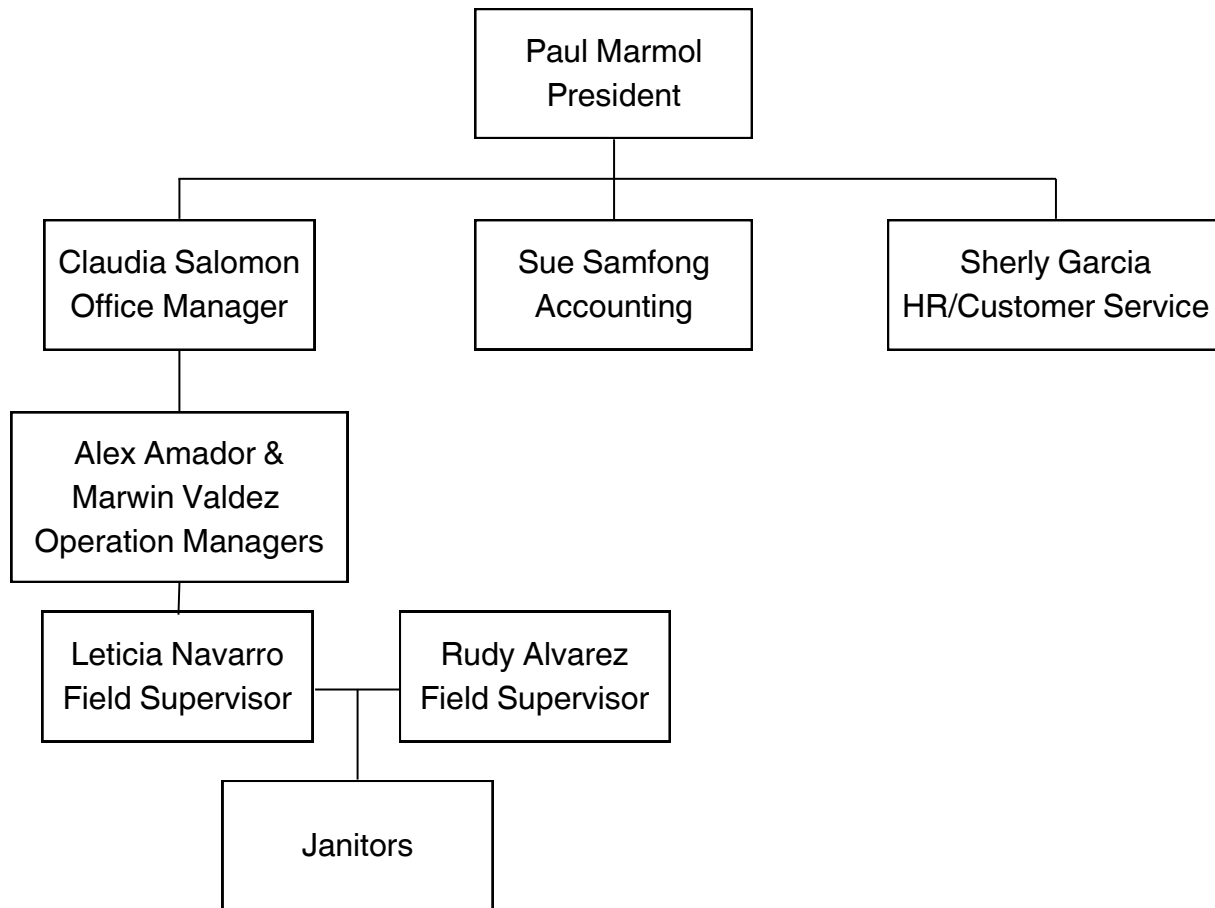 Paul Marmol
President
Claudia Salomon
Office Manager
Sue Samfong
Accounting
Sherly Garcia
HR/Customer Service
Alex Amador &
Marwin Valdez
Operation Managers
Leticia Navarro
Field Supervisor
Rudy Alvarez
Field Supervisor
Janitors